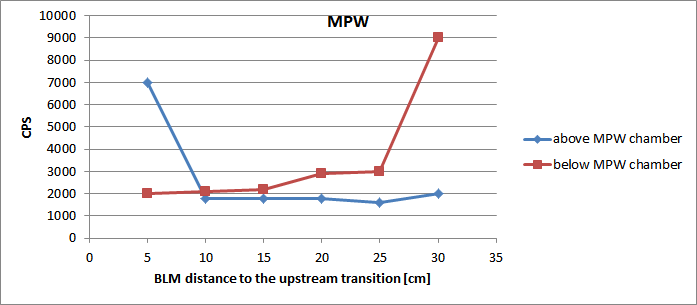 MPW
10000
9000
8000
7000
6000
5000
4000
3000
2000
1000
0
CPS
0 5 10 15 20 25 30 35
BLM distance to the upstream transition [cm]
above MPW chamber
below MPW chamber